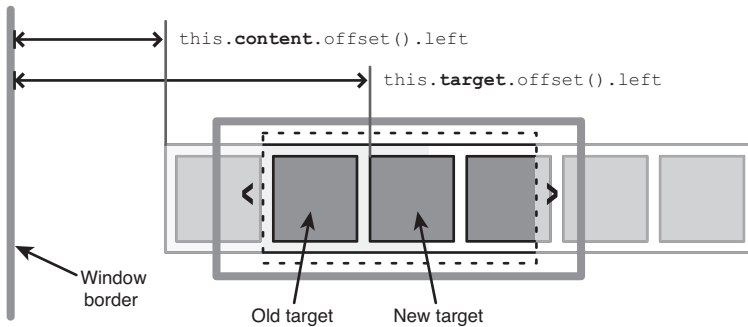 this.content.offset().left
this.target.offset().left
<
>
Window
border
Old target
New target